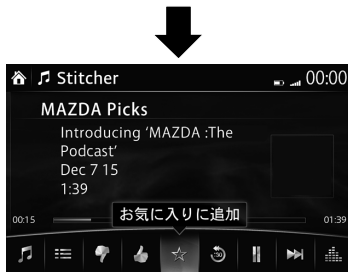 Stitcher
00:00
MAZDA Picks
Introducing ‘MAZDA :The
Podcast’
Dec 7 15
1:39
お気に入りに追加
00:15
01:39
30